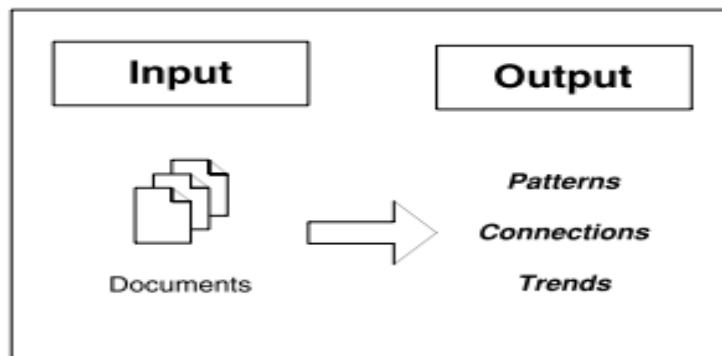 Input
Output
Patterns
Connections
Trends
Documents